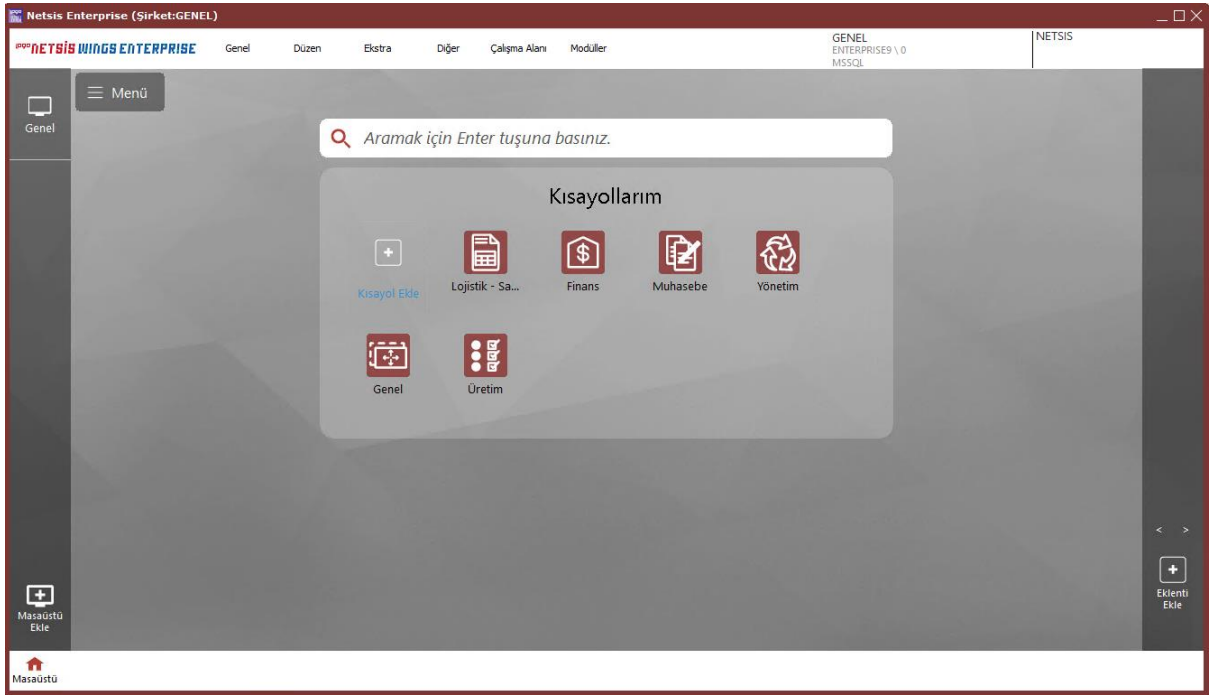 Netsis Enterprise (Şirket:GENEL)
logo NETSİS WINGS ENTERPRISE
Genel Düzen Ekstra Diğer Çalışma Alanı Modüller
GENEL
ENTERPRISE9 \ 0
MSSQL
NETSIS
Menü
Genel
Aramak için Enter tuşuna basınız.
Kısayollarım
Kısayol Ekle
Lojistik - Sa...
Finans
Muhasebe
Yönetim
Genel
Üretim
< >
Eklenti
Ekle
Masaüstü
Ekle
Masaüstü